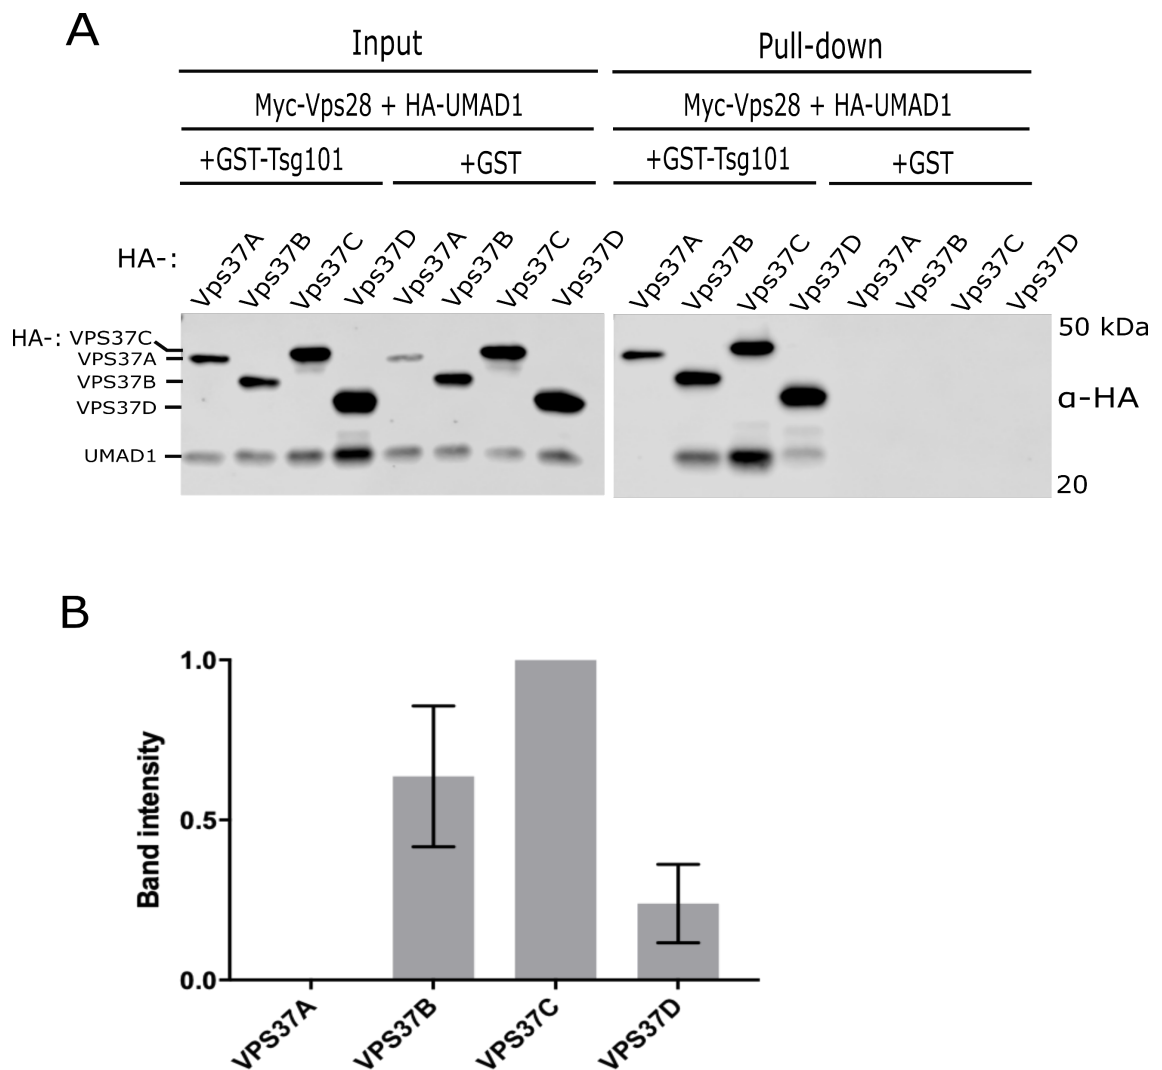 A
Input Pull-down
Myc-Vps28 + HA-UMAD1 Myc-Vps28 + HA-UMAD1
+GST-Tsg101 +GST +GST-Tsg101 +GST
HA-: Vps37A Vps37B Vps37C Vps37D Vps37A Vps37B Vps37C Vps37D Vps37A Vps37B Vps37C Vps37D Vps37A Vps37B Vps37C Vps37D
HA-: VPS37C 50 kDa
VPS37A
VPS37B
VPS37D ɑ-HA
UMAD1
20
B
Band intensity
1.0
0.5
0.0
VPS37A VPS37B VPS37C VPS37D